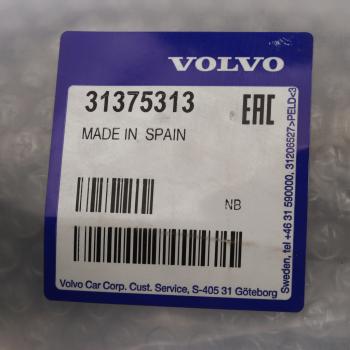 VOLVO
31375313
EAC
MADE IN SPAIN
NB
Volvo Car Corp. Cust. Service, S-405 31 Göteborg
Sweden, tel +46 31 590000, 31206527>PELD<3